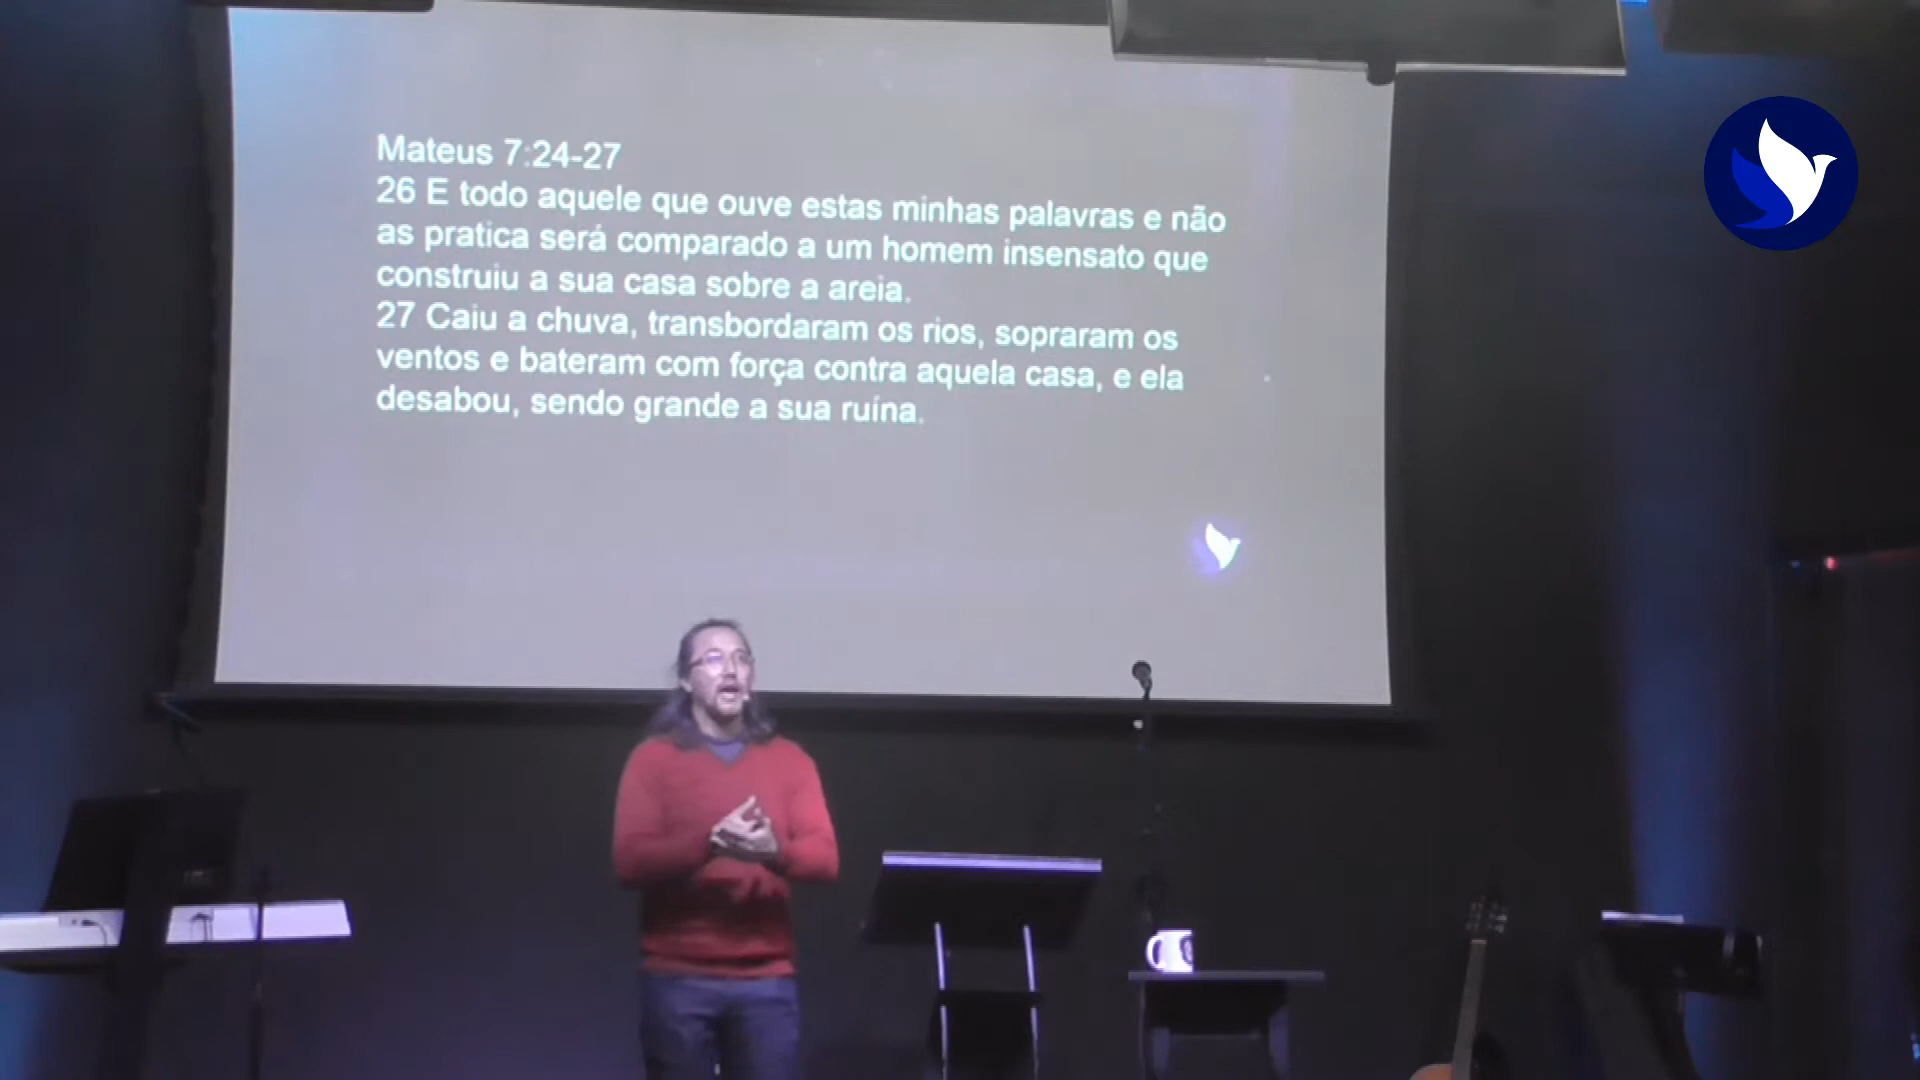 Mateus 7:24-27
26 E todo aquele que ouve estas minhas palavras e não
as pratica será comparado a um homem insensato que
construiu a sua casa sobre a areia.
27 Caiu a chuva, transbordaram os rios, sopraram os
ventos e bateram com força contra aquela casa, e ela
desabou, sendo grande a sua ruína.